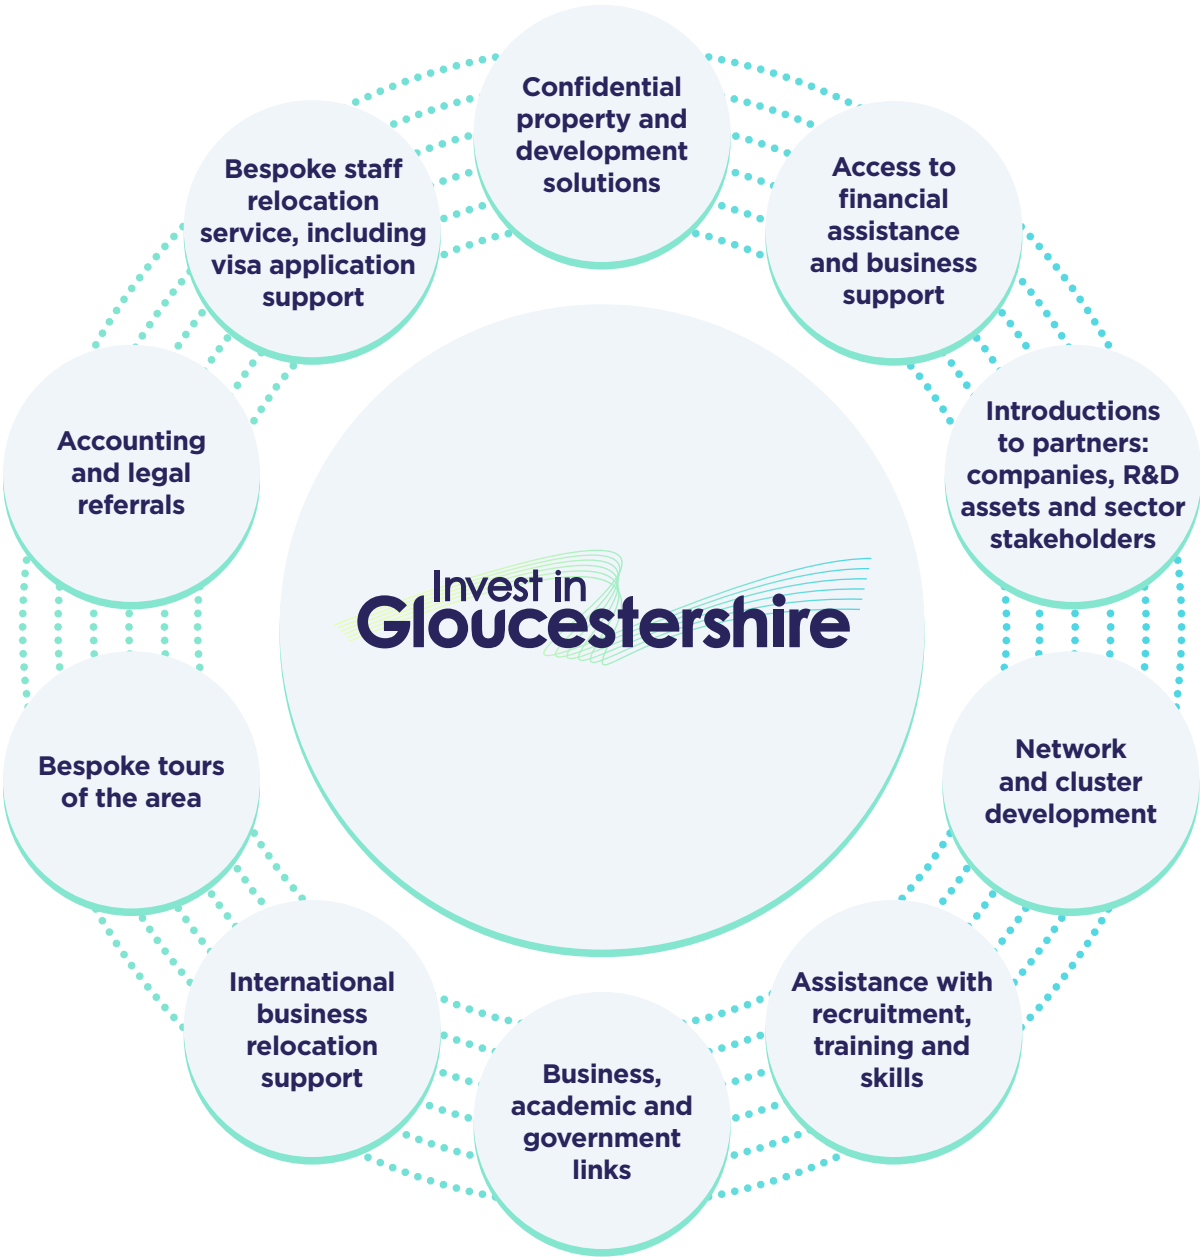 Confidential
property and
development
solutions
Access to
financial
assistance
and business
support
Introductions
to partners:
companies, R&D
assets and sector
stakeholders
Network
and cluster
development
Assistance with
recruitment,
training and
skills
Business,
academic and
government
links
International
business
relocation
support
Bespoke tours
of the area
Accounting
and legal
referrals
Bespoke staff
relocation
service, including
visa application
support
Invest in
Gloucestershire